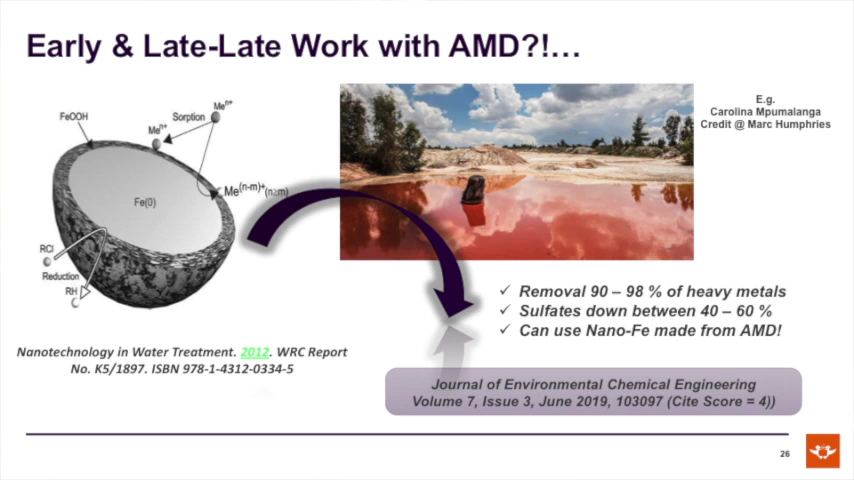 Early & Late-Late Work with AMD?!...
E.g.
Carolina Mpumalanga
Credit @ Marc Humphries
FeOOH
Sorption
Meⁿ⁺
Meⁿ⁺
Me⁽ⁿ⁻ᵐ⁾⁺(n≥m)
Fe(0)
RCl
Reduction
RH
✓ Removal 90 – 98 % of heavy metals
✓ Sulfates down between 40 – 60 %
✓ Can use Nano-Fe made from AMD!
Nanotechnology in Water Treatment. 2012. WRC Report
No. K5/1897. ISBN 978-1-4312-0334-5
Journal of Environmental Chemical Engineering
Volume 7, Issue 3, June 2019, 103097 (Cite Score = 4))
26